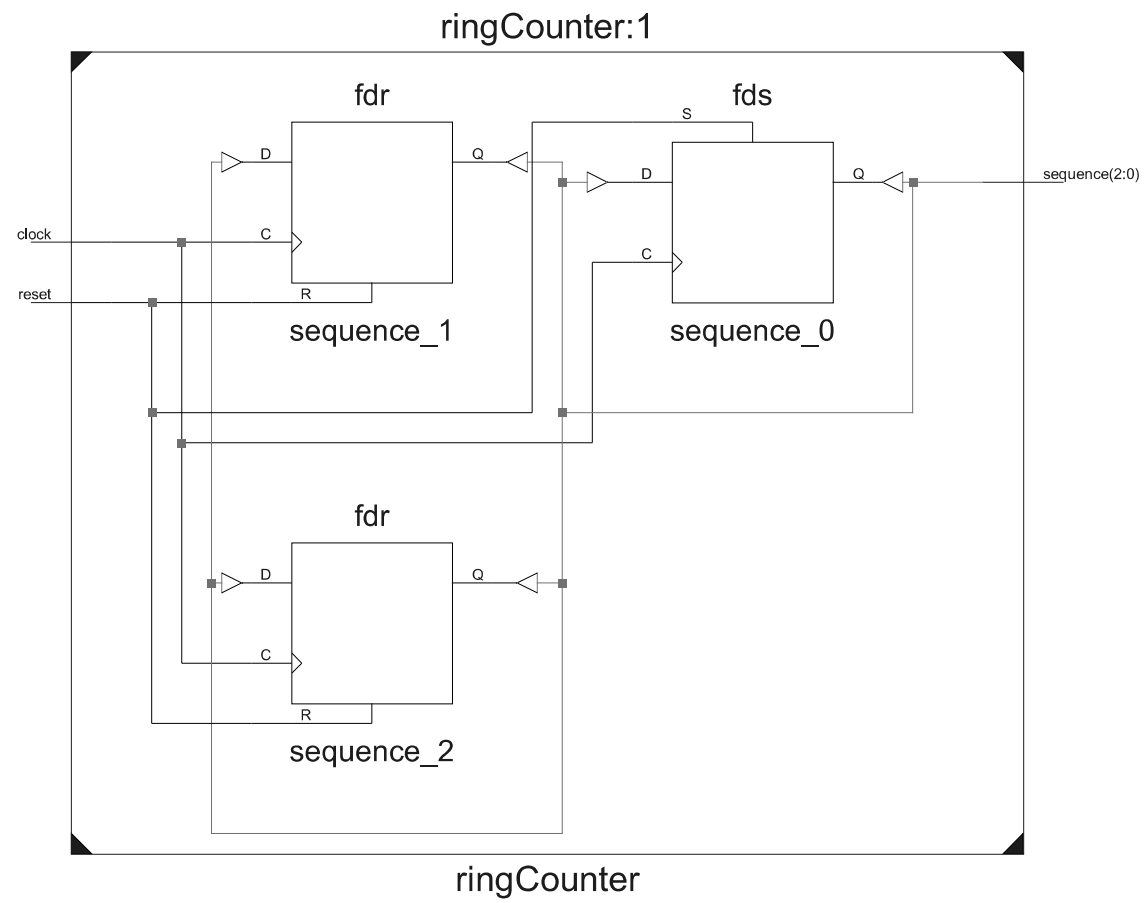 ringCounter:1
fdr
fds
S
D
Q
D
Q
sequence(2:0)
clock
C
C
reset
R
sequence_1
sequence_0
fdr
D
Q
C
R
sequence_2
ringCounter